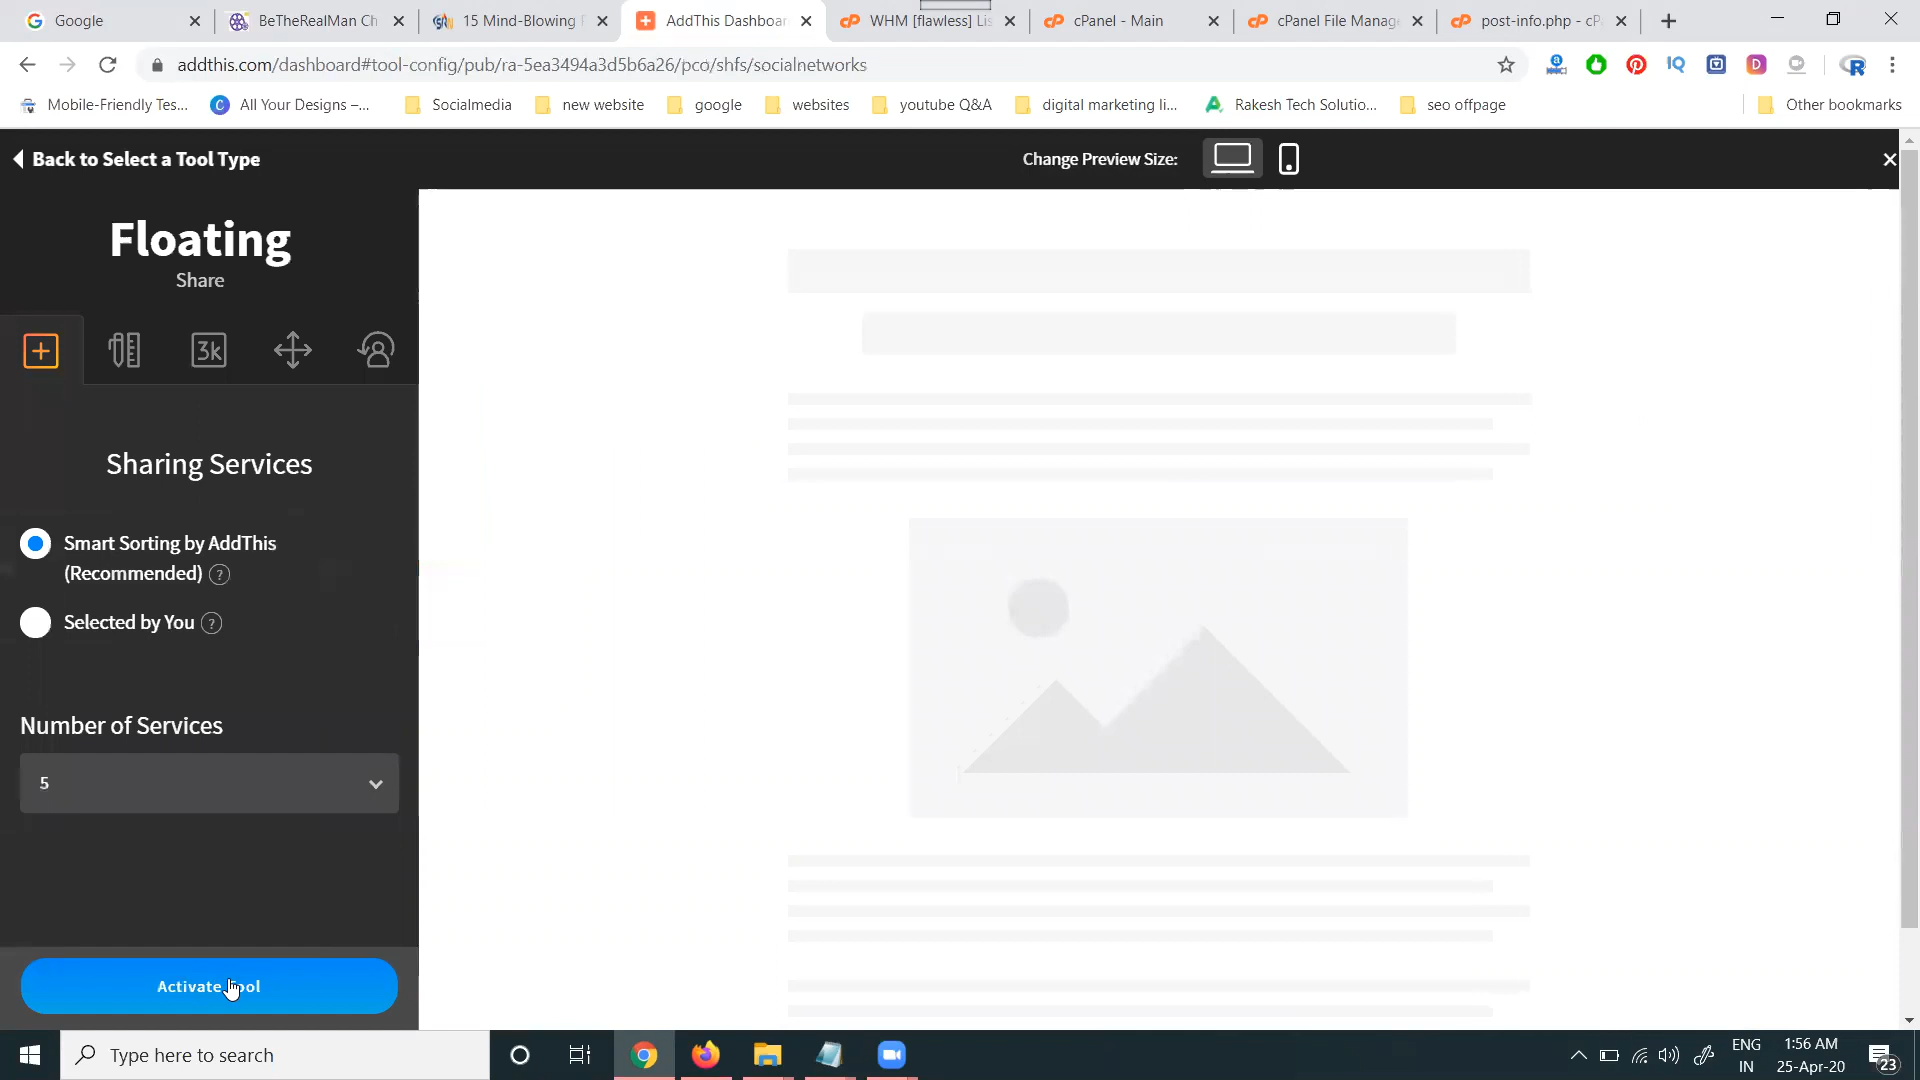 Google
BeTheRealMan Ch
15 Mind-Blowing
AddThis Dashboar
WHM [flawless] Lis
cPanel - Main
cPanel File Manag
post-info.php - cP
addthis.com/dashboard#tool-config/pub/ra-5ea3494a3d5b6a26/pco/shfs/socialnetworks
Mobile-Friendly Tes...
All Your Designs –...
Socialmedia
new website
google
websites
youtube Q&A
digital marketing li...
Rakesh Tech Solutio...
seo offpage
Other bookmarks
Back to Select a Tool Type
Change Preview Size:
Floating
Share
3k
Sharing Services
Smart Sorting by AddThis
(Recommended) ?
Selected by You ?
Number of Services
5
Activate
Type here to search
ENG
IN
1:56 AM
25-Apr-20
23